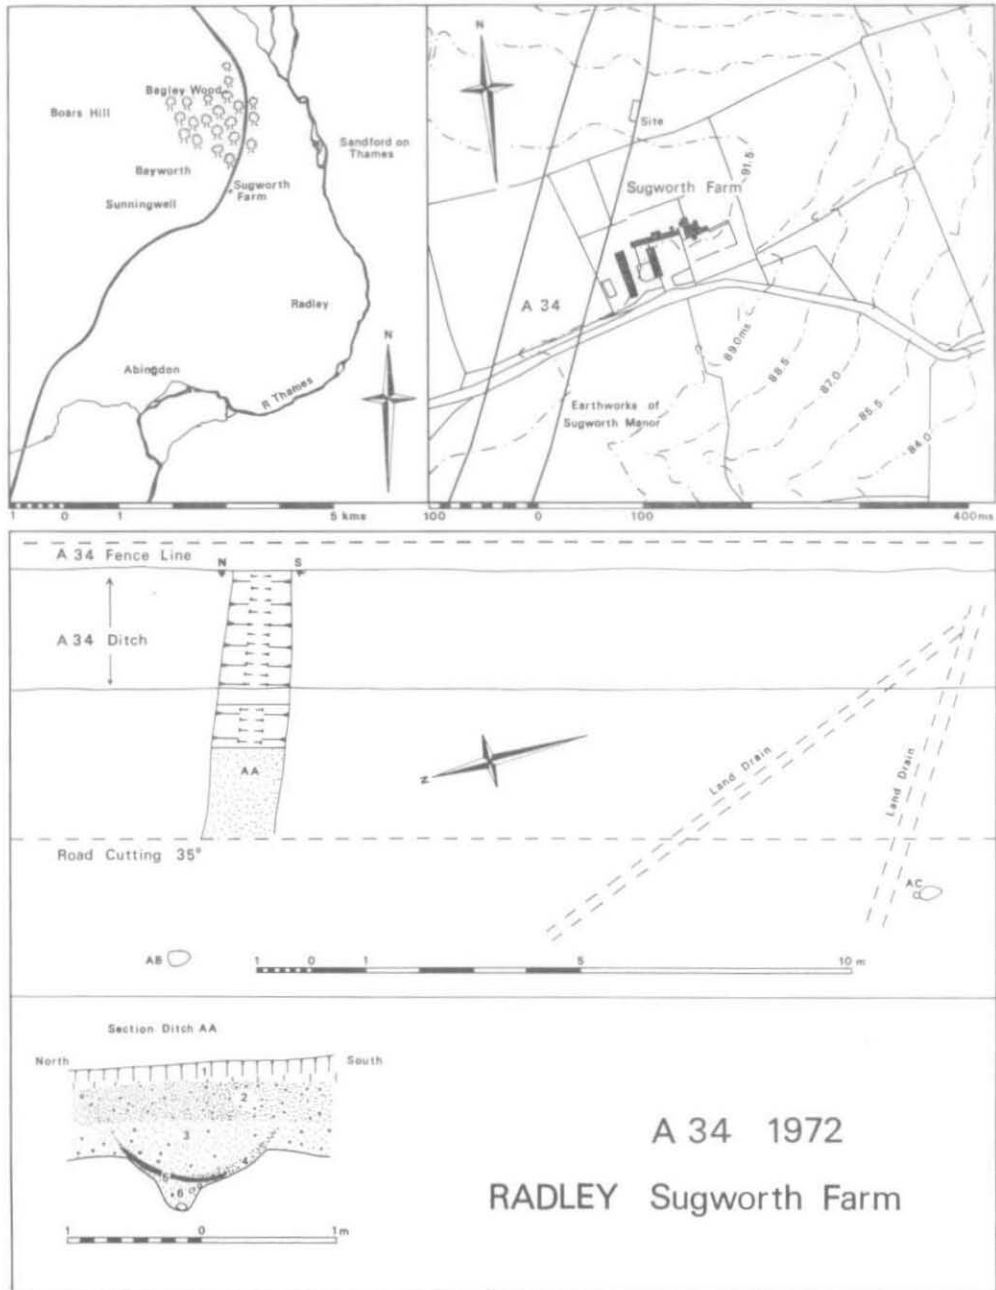 N
Bagley Wood
Boars Hill
Sandford on
Thames
Bayworth
Sugworth
Farm
Sunningwell
Radley
N
Abingdon
R Thames
1 0 1 5 kms
N
Site
91.5
Sugworth Farm
A 34
89.0ms
88.5
87.0
85.5
84.0
Earthworks of
Sugworth Manor
100 0 100 400ms
A 34 Fence Line
N S
A 34 Ditch
AA
N
Land Drain
Land Drain
Road Cutting 35°
AC
AB
1 0 1 5 10 m
Section Ditch AA
North South
1
2
3
4
5
6
1 0 1m
A 34 1972
RADLEY Sugworth Farm